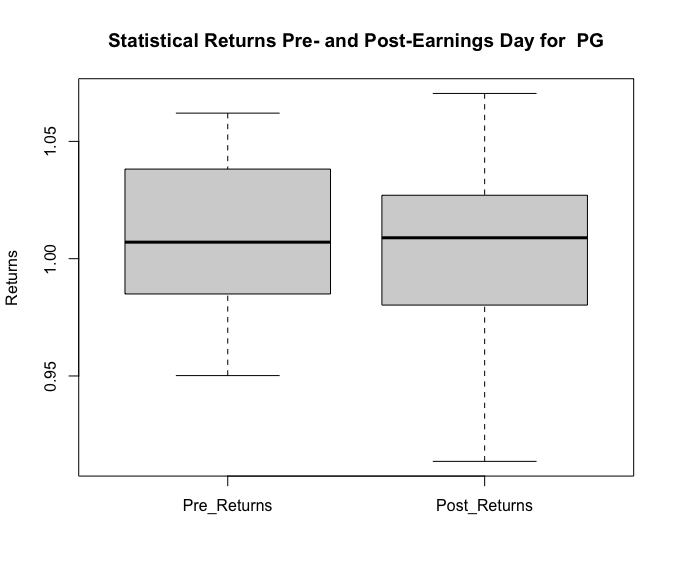 Statistical Returns Pre- and Post-Earnings Day for  PG
Returns
1.05
1.00
0.95
Pre_Returns
Post_Returns